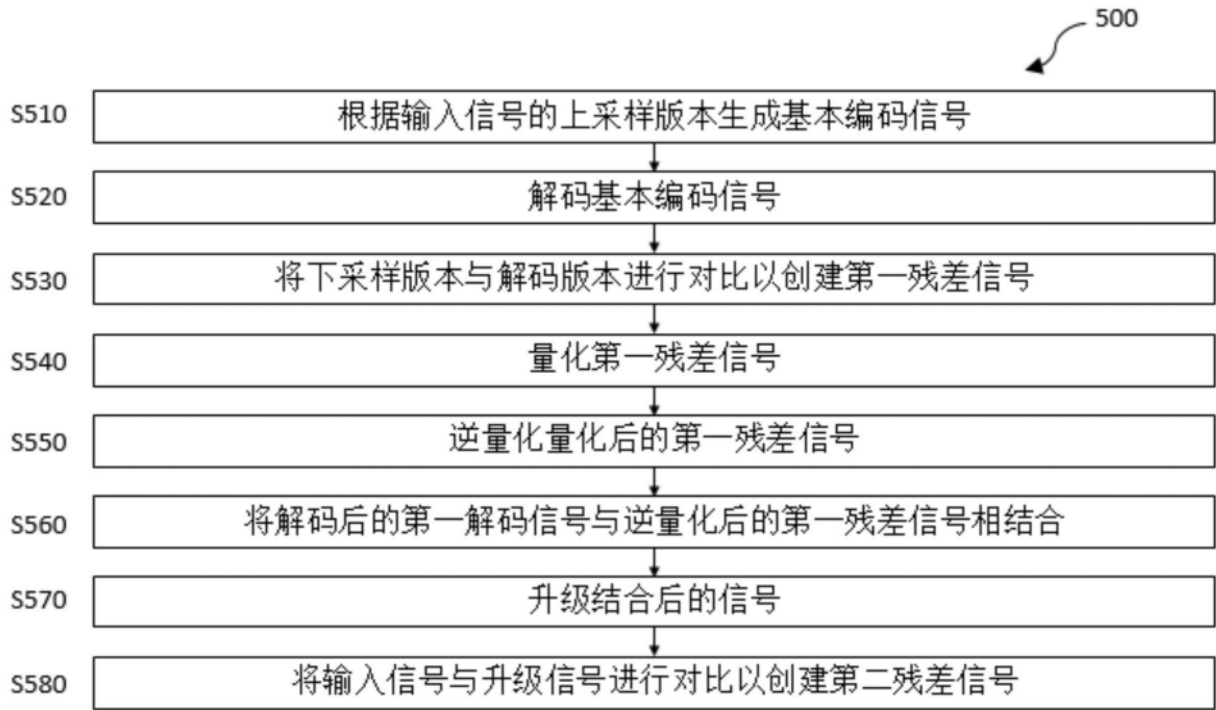 500
S510 根据输入信号的上采样版本生成基本编码信号
S520 解码基本编码信号
S530 将下采样版本与解码版本进行对比以创建第一残差信号
S540 量化第一残差信号
S550 逆量化量化后的第一残差信号
S560 将解码后的第一解码信号与逆量化后的第一残差信号相结合
S570 升级结合后的信号
S580 将输入信号与升级信号进行对比以创建第二残差信号